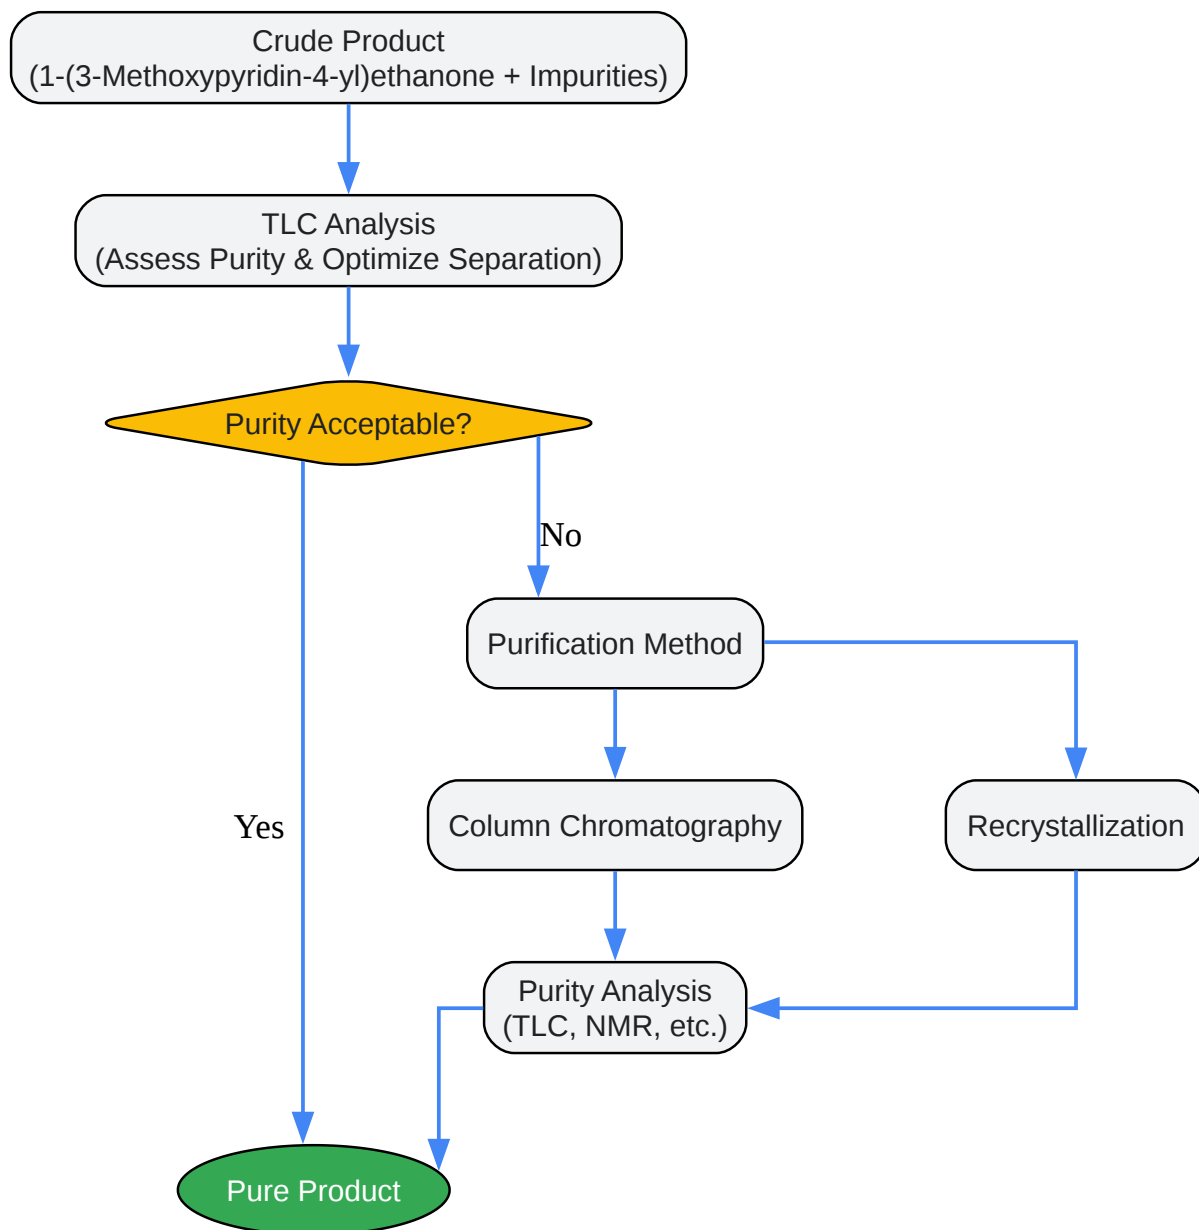 Crude Product
(1-(3-Methoxypyridin-4-yl)ethanone + Impurities)
TLC Analysis
(Assess Purity & Optimize Separation)
Purity Acceptable?
No
Purification Method
Yes
Column Chromatography
Recrystallization
Purity Analysis
(TLC, NMR, etc.)
Pure Product